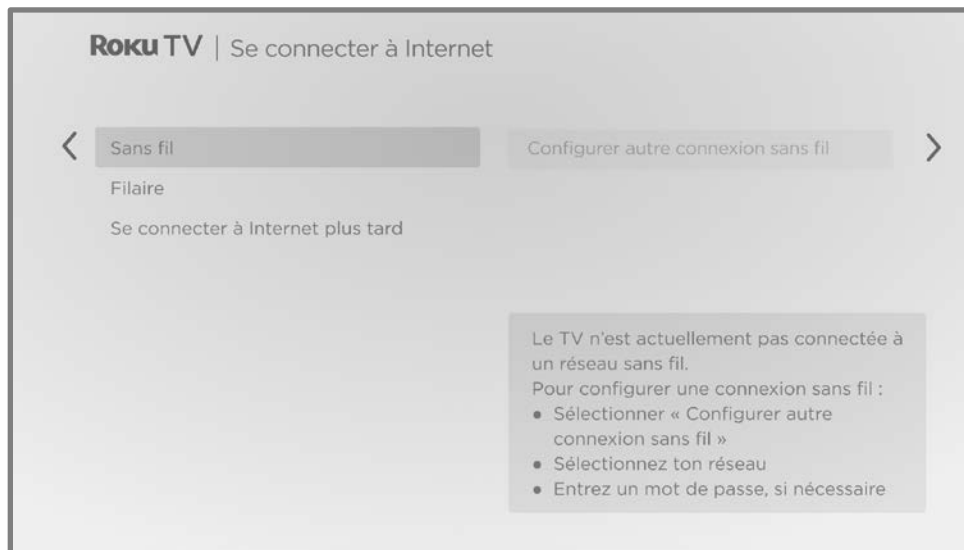 Roku TV | Se connecter à Internet
Sans fil
Configurer autre connexion sans fil
Filaire
Se connecter à Internet plus tard
Le TV n'est actuellement pas connectée à
un réseau sans fil.
Pour configurer une connexion sans fil :
• Sélectionner « Configurer autre
connexion sans fil »
• Sélectionnez ton réseau
• Entrez un mot de passe, si nécessaire